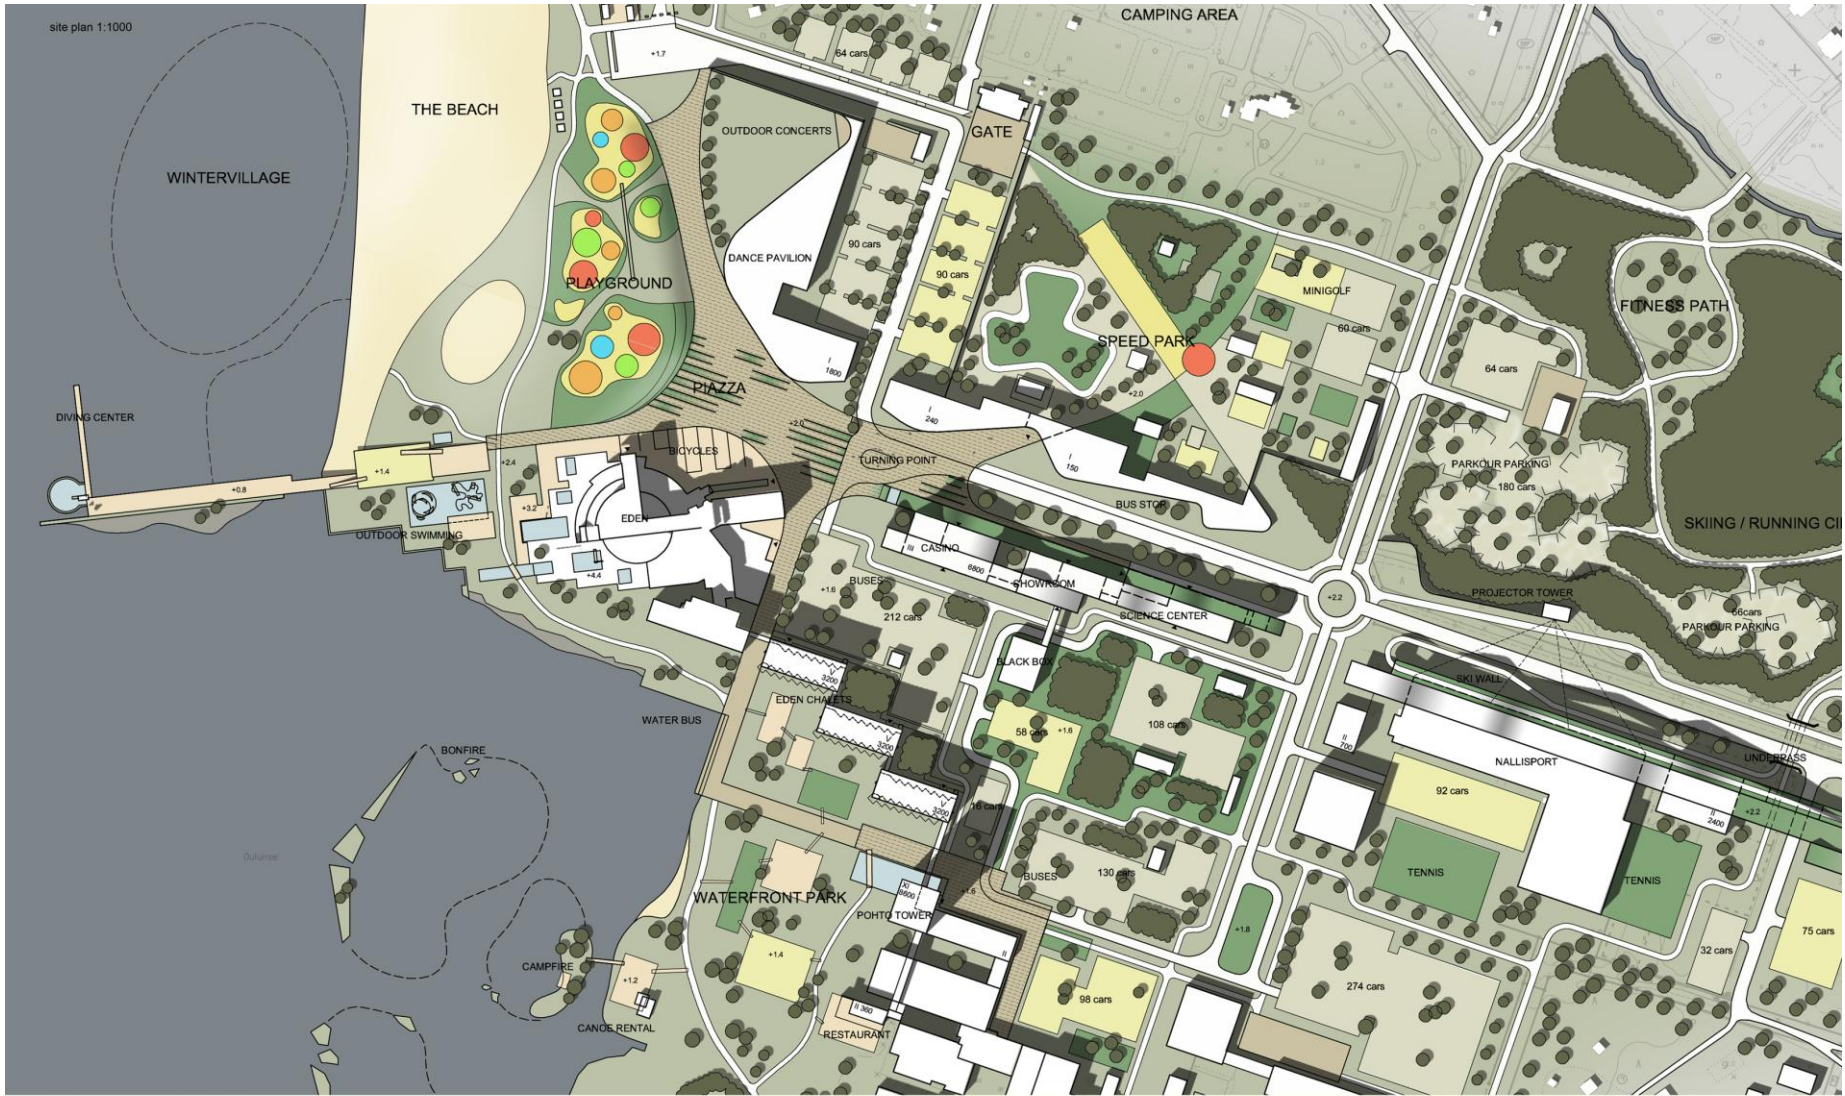 site plan 1:1000
CAMPING AREA
+1.7
64 cars
THE BEACH
OUTDOOR CONCERTS
GATE
WINTERVILLAGE
90 cars
DANCE PAVILION
90 cars
PLAYGROUND
MINIGOLF
FITNESS PATH
60 cars
SPEED PARK
I
1800
64 cars
PIAZZA
+2.0
DIVING CENTER
I
240
+2.0
BICYCLES
TURNING POINT
+2.4
+1.4
I
150
PARKOUR PARKING
180 cars
+0.8
+3.2
EDEN
BUS STOP
SKIING / RUNNING CI
OUTDOOR SWIMMING
III
CASINO
6800
+4.4
BUSES
+1.6
SHOWROOM
PROJECTOR TOWER
+2.2
212 cars
SCIENCE CENTER
66cars
PARKOUR PARKING
BLACK BOX
V
3200
EDEN CHALETS
SKI WALL
WATER BUS
58 cars
+1.6
108 cars
V
3200
II
700
BONFIRE
NALLISPORT
UNDERPASS
92 cars
V
3200
16 cars
II
2400
+2.2
Oulunsel
130 cars
BUSES
TENNIS
TENNIS
XI
8600
+1.6
WATERFRONT PARK
POHTO TOWER
+1.8
75 cars
32 cars
II
+1.4
CAMPFIRE
+1.2
274 cars
98 cars
II 360
CANOE RENTAL
RESTAURANT